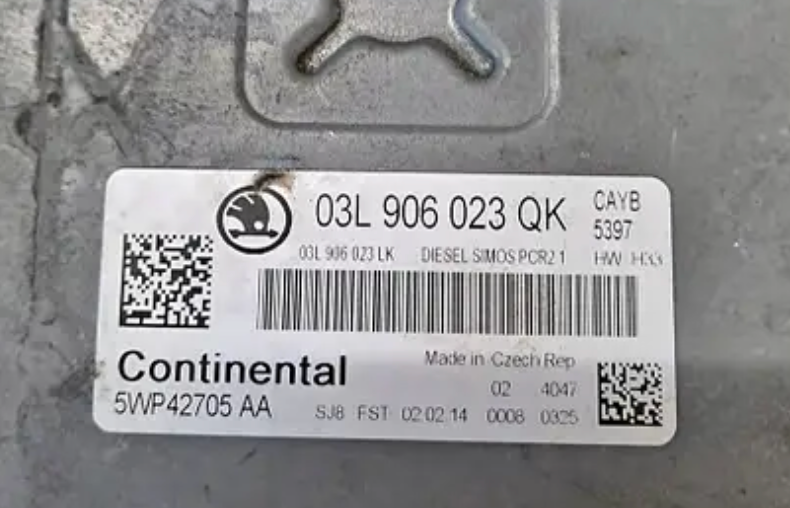 03L 906 023 QK
CAYB
5397
03L 906 023 LK DIESEL SIMOS PCR2 1 HW H33
Continental
Made in Czech Rep
02 4047
5WP42705 AA
SJ8 FST 02 02 14 0008 0325